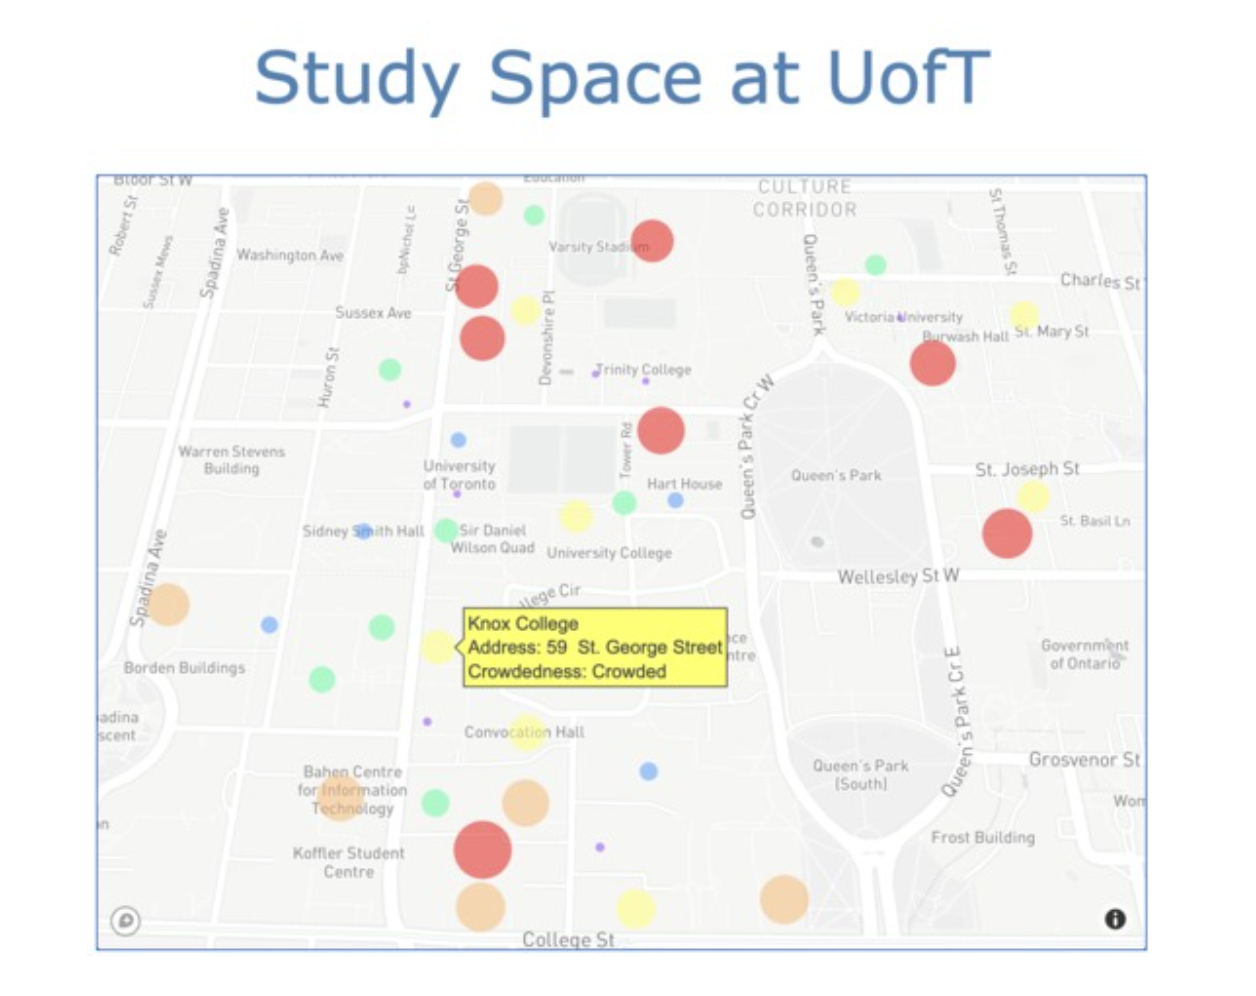 Study Space at UofT
Bloor St W
Education
CULTURE
CORRIDOR
Robert St
Sussex Mews
Spadina Ave
Washington Ave
bpNichol Ln
St George St
Varsity Stadium
Queen's Park
St Thomas St
Charles St
Sussex Ave
Devonshire Pl
Victoria University
Burwash Hall
St. Mary St
Huron St
Trinity College
Queen's Park Cr W
Warren Stevens
Building
University
of Toronto
Tower Rd
Hart House
Queen's Park
St. Joseph St
Sidney Smith Hall
Sir Daniel
Wilson Quad
University College
St. Basil Ln
Spadina Ave
llege Cir
Wellesley St W
Knox College
Address: 59 St. George Street
Crowdedness: Crowded
nce
ntre
Borden Buildings
Government
of Ontario
Queen's Park Cr E
adina
scent
Convocation Hall
Bahen Centre
for Information
Technology
Queen's Park
(South)
Grosvenor St
Wom
Frost Building
Koffler Student
Centre
College St